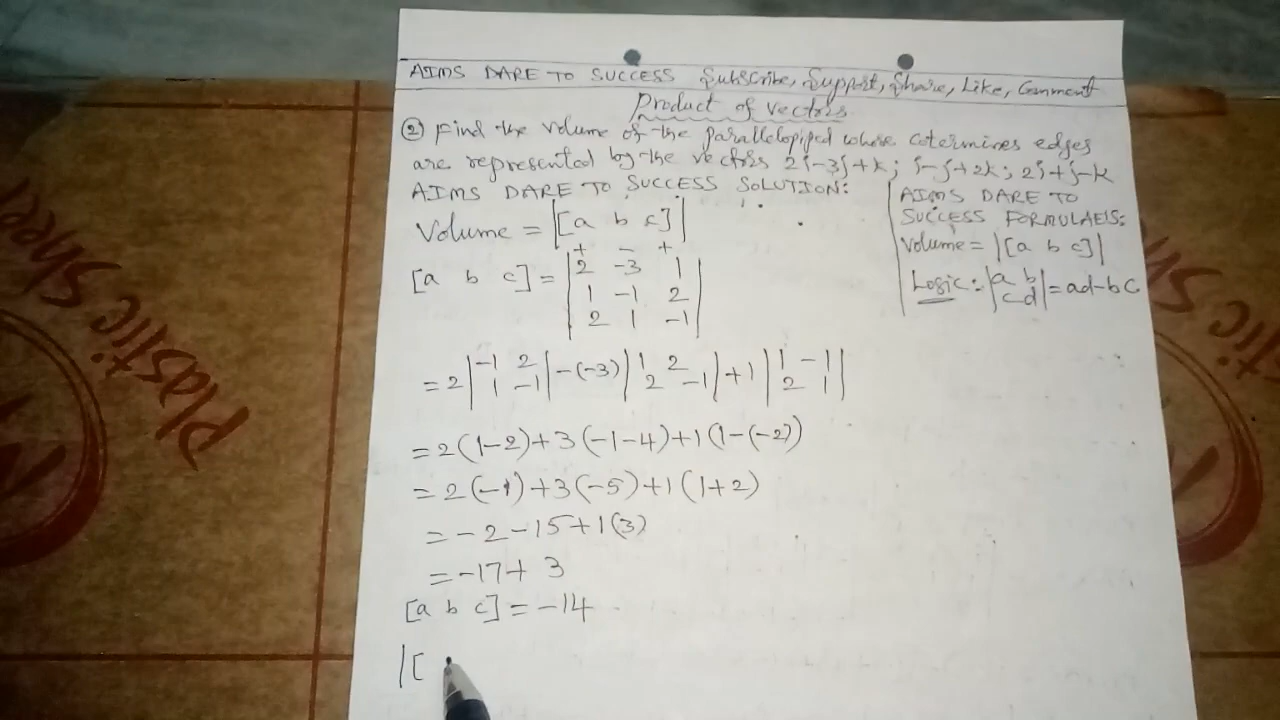 AIMS DARE TO SUCCESS Subscribe, Support, Share, Like, Comment
Product of Vectors
② Find the volume of the parallelopiped whose cotermines edges
are represented by the vectors 2i-3j+k; i-j+2k; 2i+j-k
AIMS DARE TO SUCCESS SOLUTION:
Volume = |[a b c]|
+ - +
[a b c] = |2 -3 1|
|1 -1 2|
|2 1 -1|
= 2 |-1 2| -(-3) |1 2| +1 |1 -1|
|1 -1| |2 -1| |2 1|
= 2(1-2)+3(-1-4)+1(1-(-2))
= 2(-1)+3(-5)+1(1+2)
= -2-15+1(3)
= -17+3
[a b c] = -14
|[
AIMS DARE TO
SUCCESS FORMULAEIS:
Volume = |[a b c]|
Logic: |a b| = ad-bc
|c d|
Plastic Sheet